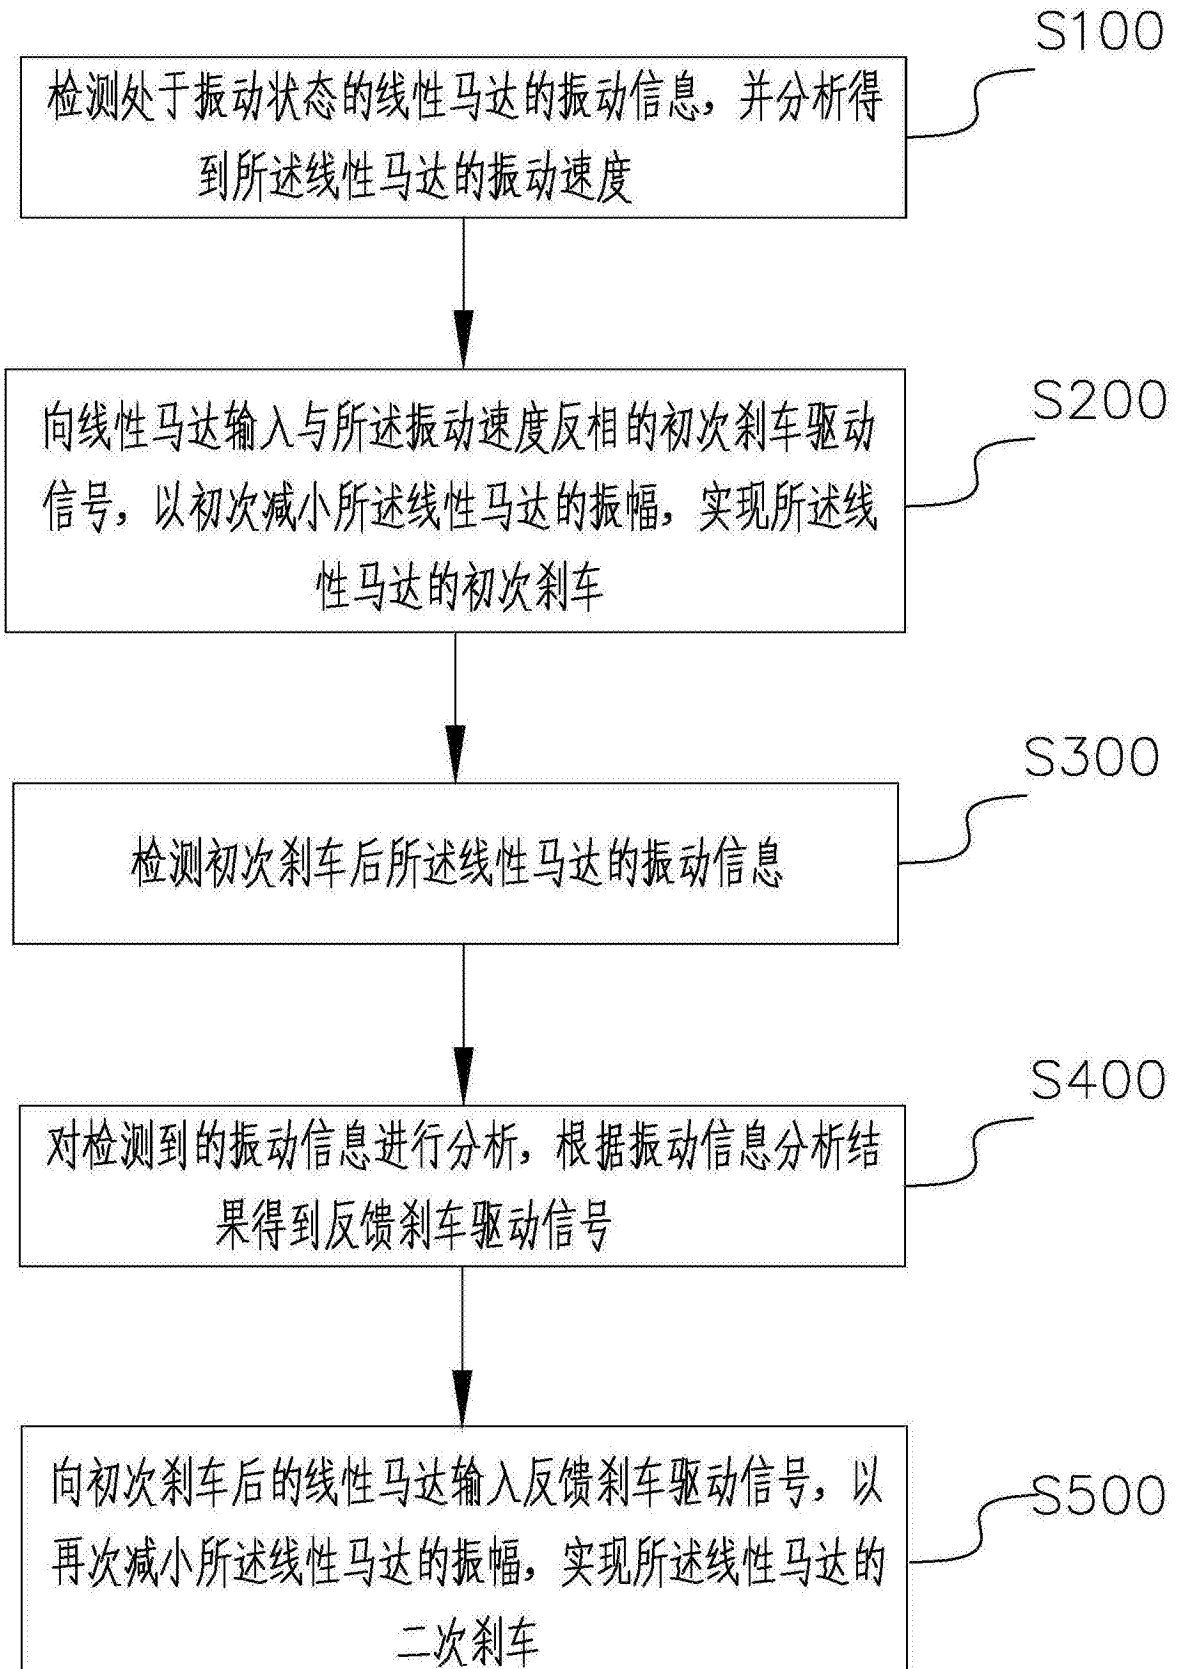 S100
检测处于振动状态的线性马达的振动信息，并分析得
到所述线性马达的振动速度
S200
向线性马达输入与所述振动速度反相的初次刹车驱动
信号，以初次减小所述线性马达的振幅，实现所述线
性马达的初次刹车
S300
检测初次刹车后所述线性马达的振动信息
S400
对检测到的振动信息进行分析，根据振动信息分析结
果得到反馈刹车驱动信号
S500
向初次刹车后的线性马达输入反馈刹车驱动信号，以
再次减小所述线性马达的振幅，实现所述线性马达的
二次刹车